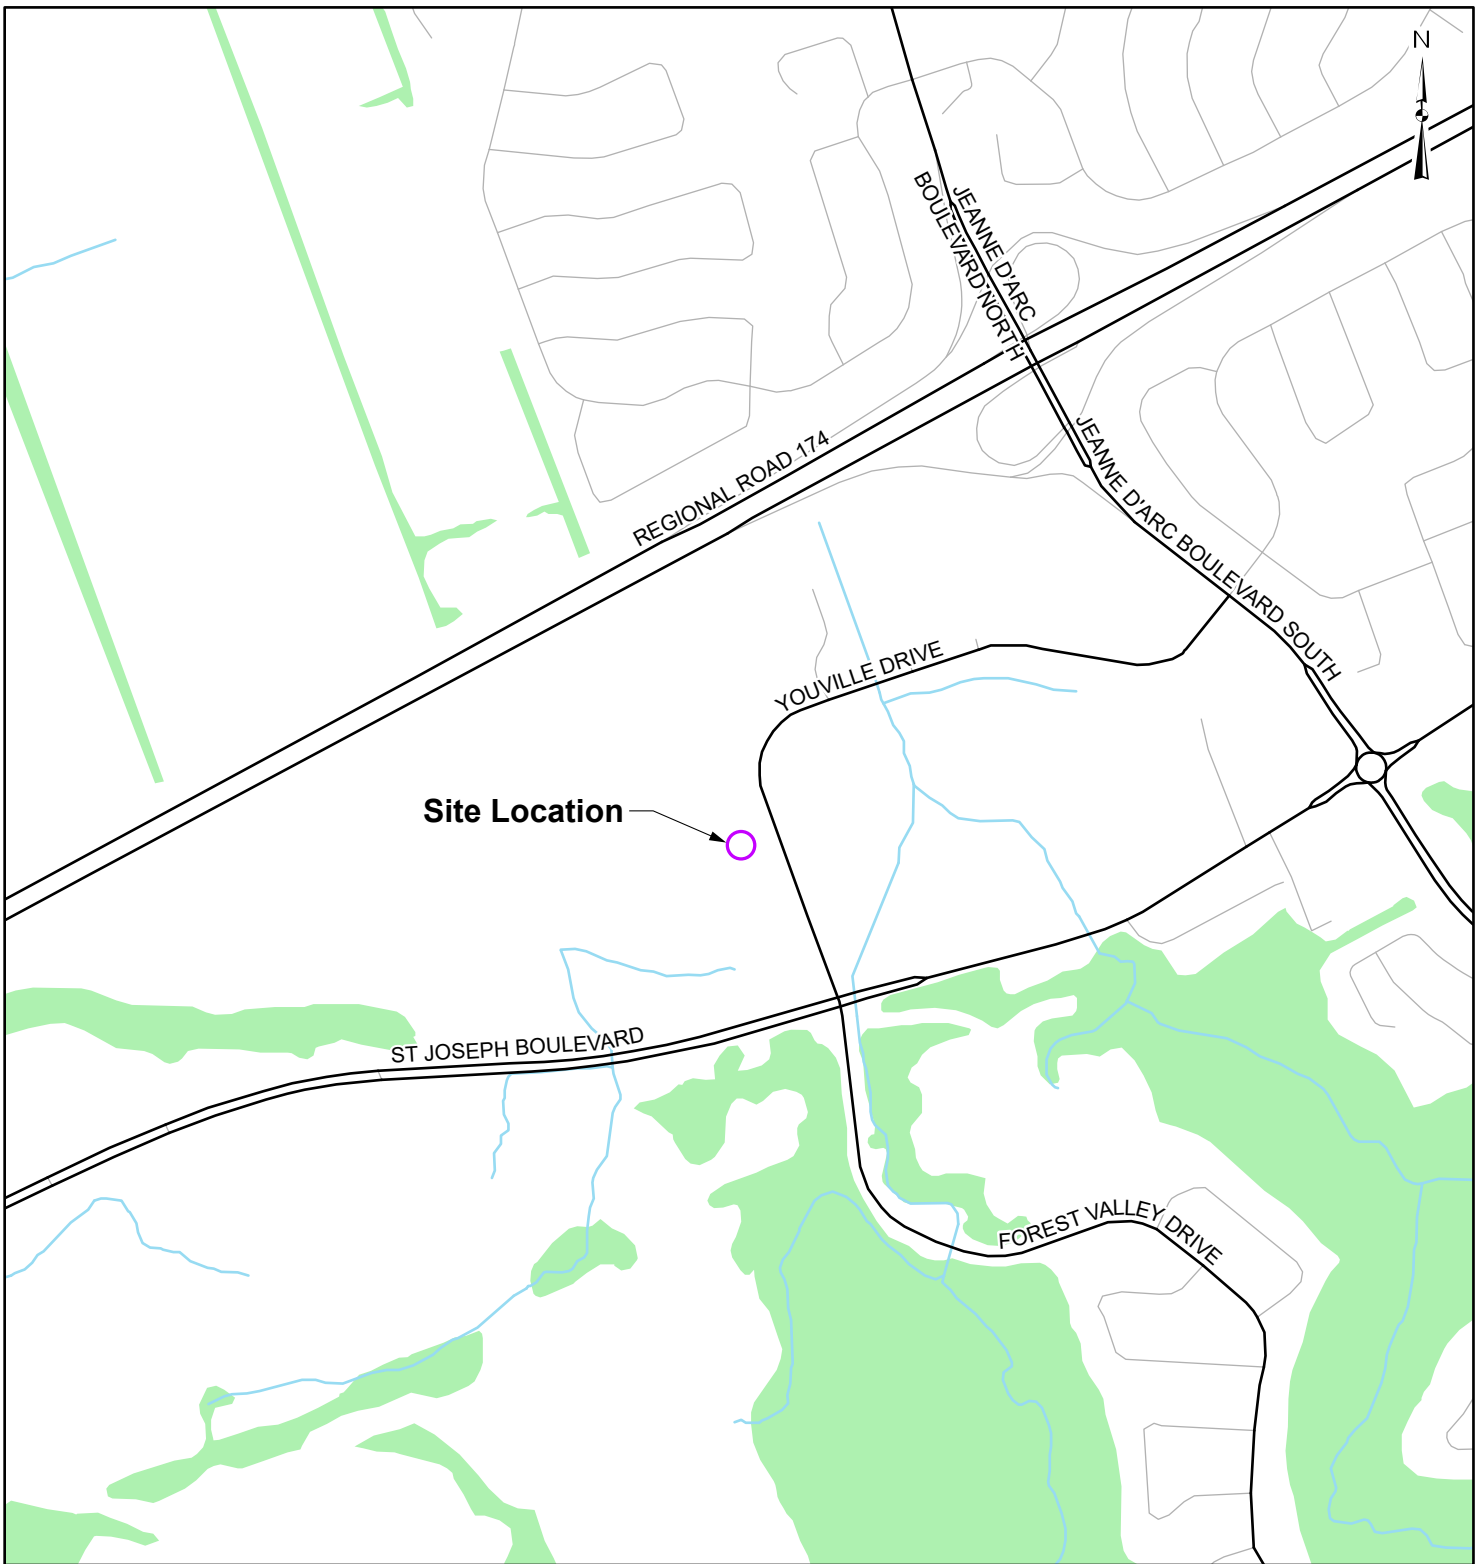 N
JEANNE D'ARC
BOULEVARD NORTH
REGIONAL ROAD 174
JEANNE D'ARC BOULEVARD SOUTH
YOUVILLE DRIVE
Site Location
ST JOSEPH BOULEVARD
FOREST VALLEY DRIVE